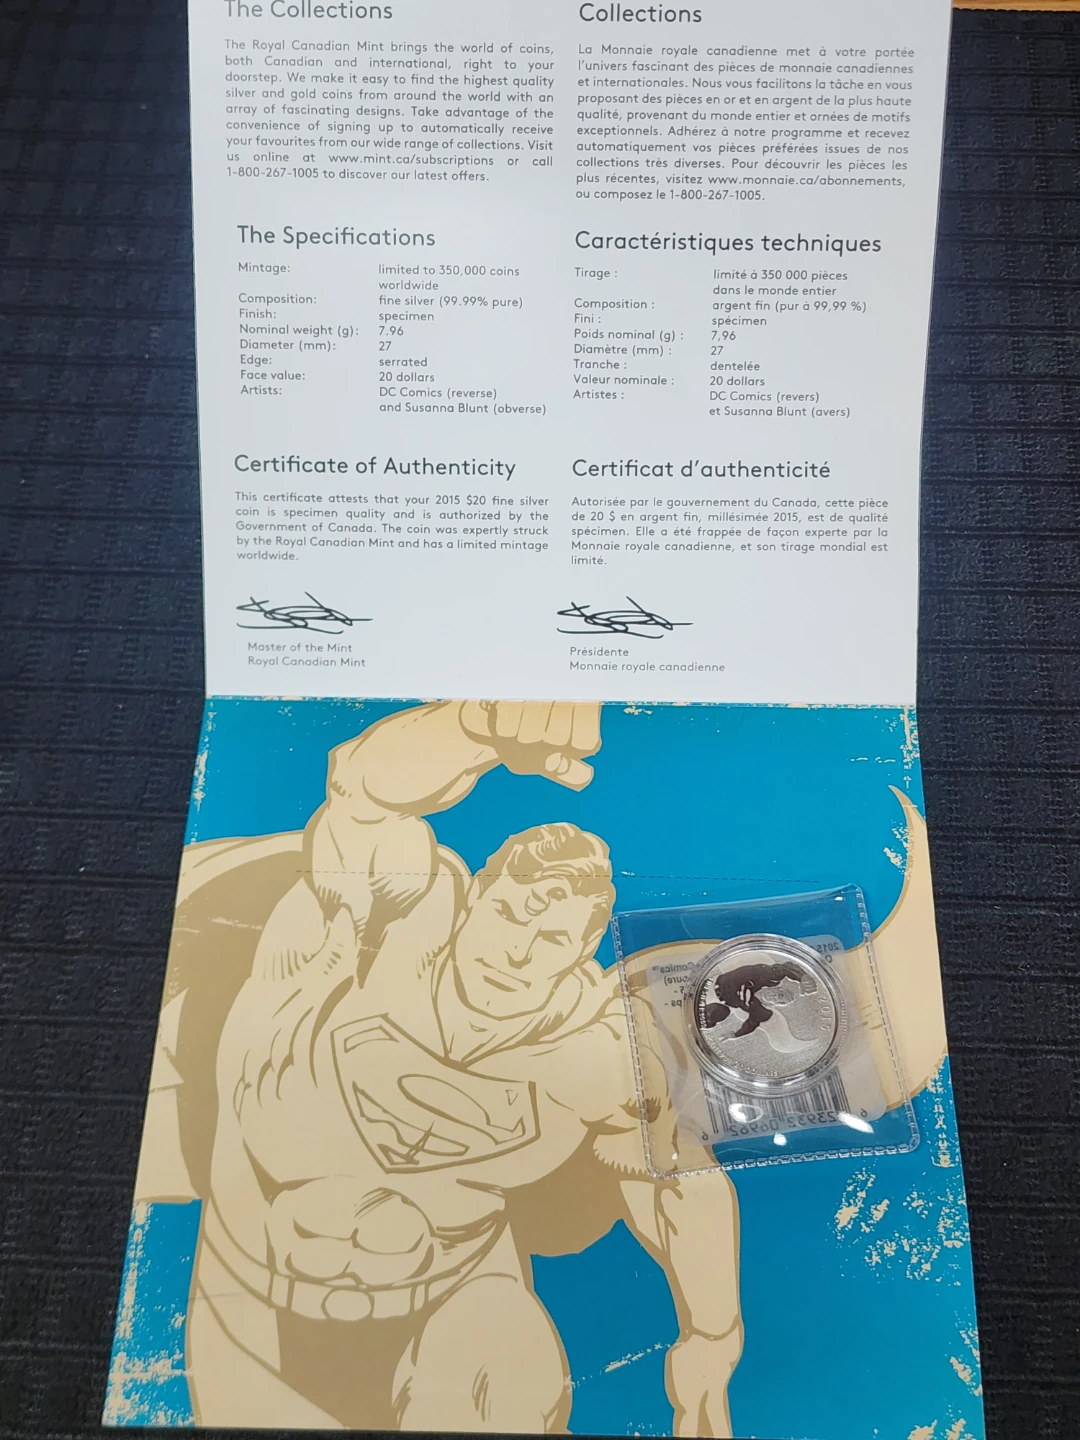 The Collections
The Royal Canadian Mint brings the world of coins,
both Canadian and international, right to your
doorstep. We make it easy to find the highest quality
silver and gold coins from around the world with an
array of fascinating designs. Take advantage of the
convenience of signing up to automatically receive
your favourites from our wide range of collections. Visit
us online at www.mint.ca/subscriptions or call
1-800-267-1005 to discover our latest offers.
The Specifications
Mintage: limited to 350,000 coins
worldwide
Composition: fine silver (99.99% pure)
Finish: specimen
Nominal weight (g): 7.96
Diameter (mm): 27
Edge: serrated
Face value: 20 dollars
Artists: DC Comics (reverse)
and Susanna Blunt (obverse)
Certificate of Authenticity
This certificate attests that your 2015 $20 fine silver
coin is specimen quality and is authorized by the
Government of Canada. The coin was expertly struck
by the Royal Canadian Mint and has a limited mintage
worldwide.
Master of the Mint
Royal Canadian Mint
Collections
La Monnaie royale canadienne met à votre portée
l'univers fascinant des pièces de monnaie canadiennes
et internationales. Nous vous facilitons la tâche en vous
proposant des pièces en or et en argent de la plus haute
qualité, provenant du monde entier et ornées de motifs
exceptionnels. Adhérez à notre programme et recevez
automatiquement vos pièces préférées issues de nos
collections très diverses. Pour découvrir les pièces les
plus récentes, visitez www.monnaie.ca/abonnements,
ou composez le 1-800-267-1005.
Caractéristiques techniques
Tirage : limité à 350 000 pièces
dans le monde entier
Composition : argent fin (pur à 99,99 %)
Fini : spécimen
Poids nominal (g) : 7,96
Diamètre (mm) : 27
Tranche : dentelée
Valeur nominale : 20 dollars
Artistes : DC Comics (revers)
et Susanna Blunt (avers)
Certificat d'authenticité
Autorisée par le gouvernement du Canada, cette pièce
de 20 $ en argent fin, millésimée 2015, est de qualité
spécimen. Elle a été frappée de façon experte par la
Monnaie royale canadienne, et son tirage mondial est
limité.
Présidente
Monnaie royale canadienne
S
2015
Comics™
2015
6 23932 06962 6